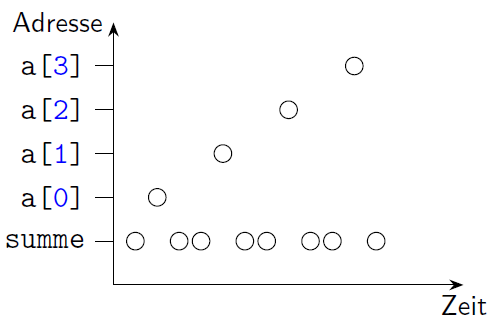 Adresse
a[3]
a[2]
a[1]
a[0]
summe
Zeit